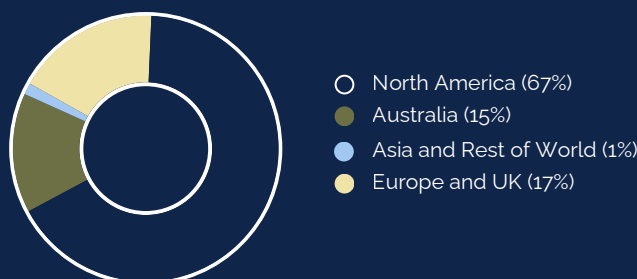 North America (67%)
Australia (15%)
Asia and Rest of World (1%)
Europe and UK (17%)